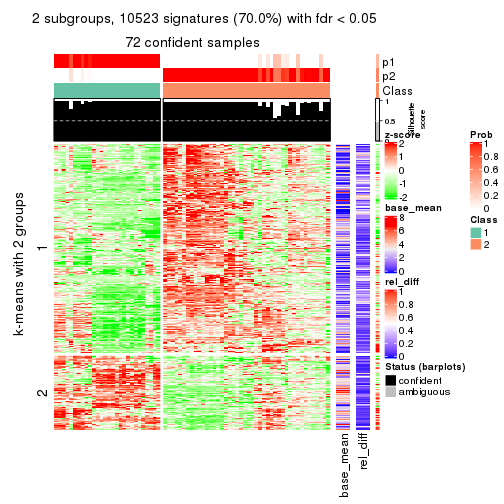 2 subgroups, 10523 signatures (70.0%) with fdr < 0.05
72 confident samples
p1
p2
Class
1
0.5
0
Silhouette
score
k-means with 2 groups
1
2
base_mean
rel_diff
z-score
2
1
0
-1
-2
base_mean
8
6
4
2
0
rel_diff
1
0.8
0.6
0.4
0.2
0
Status (barplots)
confident
ambiguous
Prob
1
0.8
0.6
0.4
0.2
0
Class
1
2